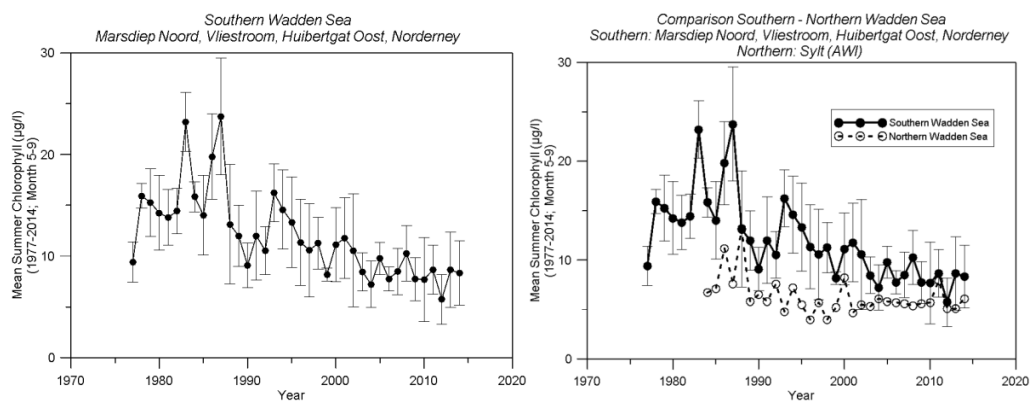 Southern Wadden Sea
Marsdiep Noord, Vliestroom, Huibertgat Oost, Norderney
Mean Summer Chlorophyll (µg/l)
(1977-2014; Month 5-9)
30
20
10
0
1970
1980
1990
2000
2010
2020
Year
Comparison Southern - Northern Wadden Sea
Southern: Marsdiep Noord, Vliestroom, Huibertgat Oost, Norderney
Northern: Sylt (AWI)
Mean Summer Chlorophyll (µg/l)
(1977-2014; Month 5-9)
30
20
10
0
Southern Wadden Sea
Northern Wadden Sea
1970
1980
1990
2000
2010
2020
Year